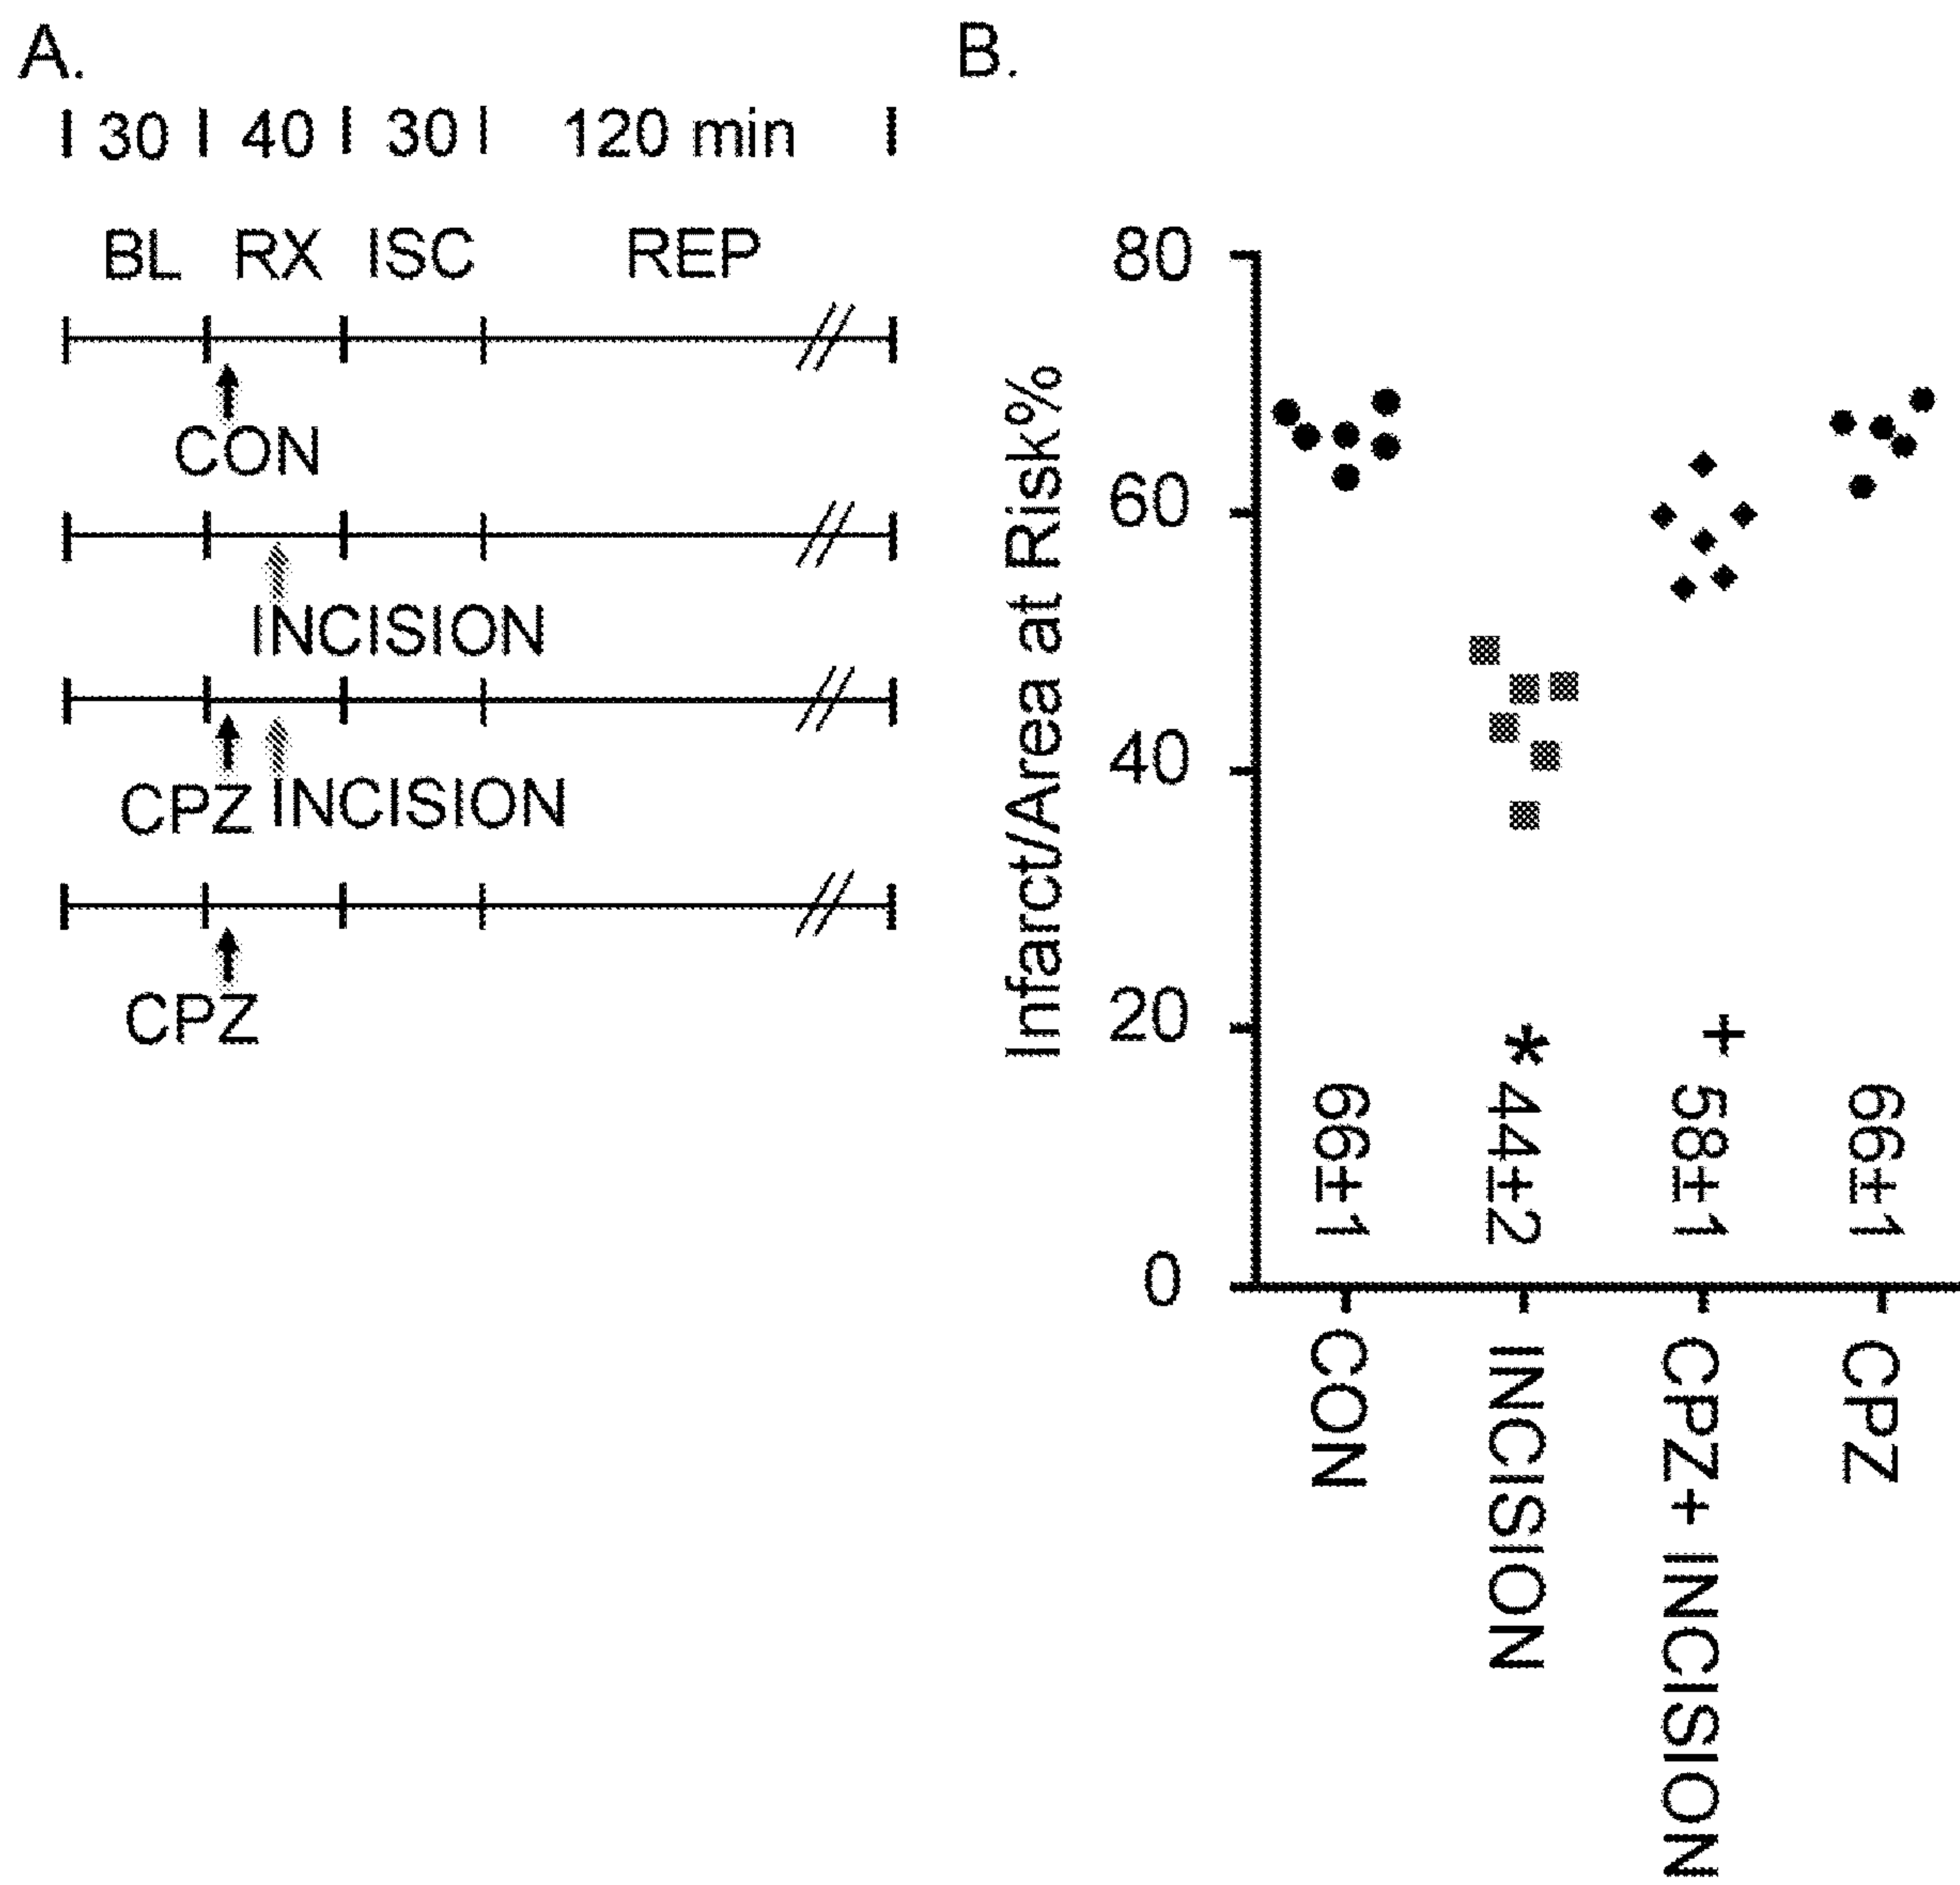 A.
30 40 30 120 min
BL RX ISC REP
CON
INCISION
CPZ INCISION
CPZ
B.
Infarct/Area at Risk%
80
60
40
20
0
66±1
*44±2
+58±1
66±1
CON
INCISION
CPZ+ INCISION
CPZ